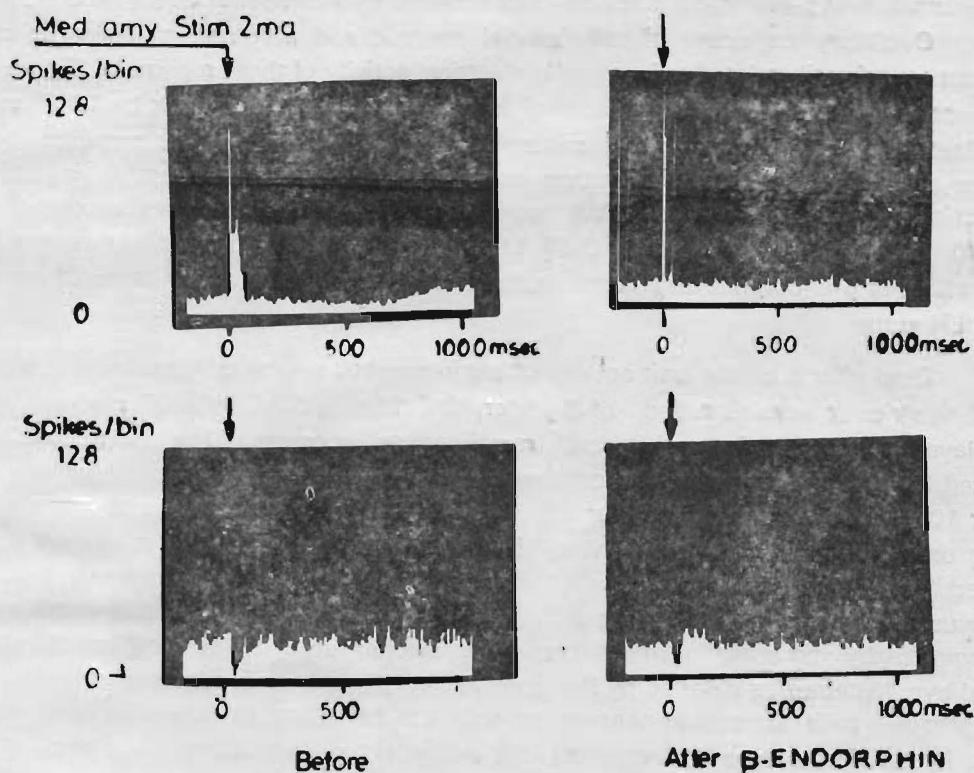 Med amy Stim 2ma
Spikes/bin
128
0
0 500 1000msec
0 500 1000msec
Spikes/bin
128
0
0 500
0 500 1000msec
Before
After β-ENDORPHIN